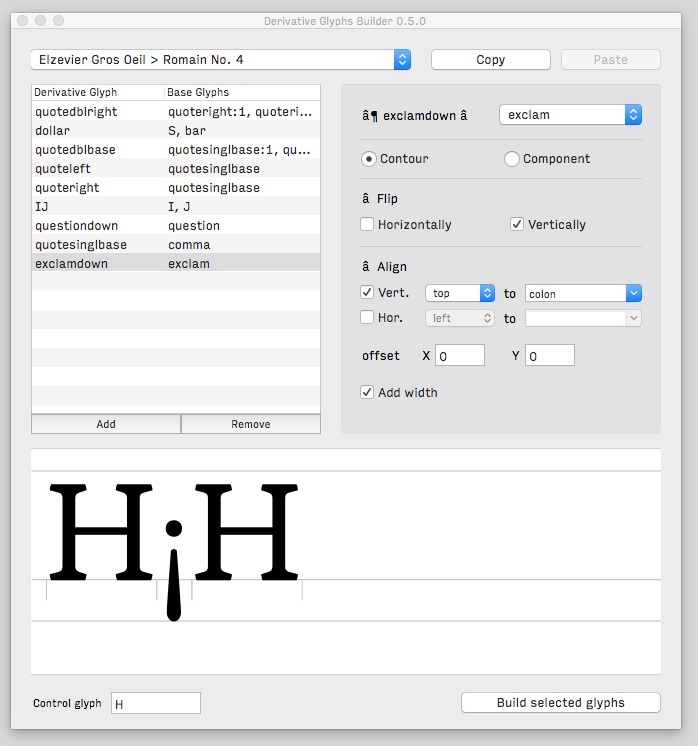 Derivative Glyphs Builder 0.5.0
Elzevier Gros Oeil > Romain No. 4
Copy
Paste
Derivative Glyph Base Glyphs
quotedblright quoteright:1, quoteri...
dollar S, bar
quotedblbase quotesinglbase:1, qu...
quoteleft quotesinglbase
quoteright quotesinglbase
IJ I, J
questiondown question
quotesinglbase comma
exclamdown exclam
Add Remove
â¶ exclamdown â exclam
Contour Component
â Flip
Horizontally Vertically
â Align
Vert. top to colon
Hor. left to
offset X 0 Y 0
Add width
H¡H
Control glyph H
Build selected glyphs